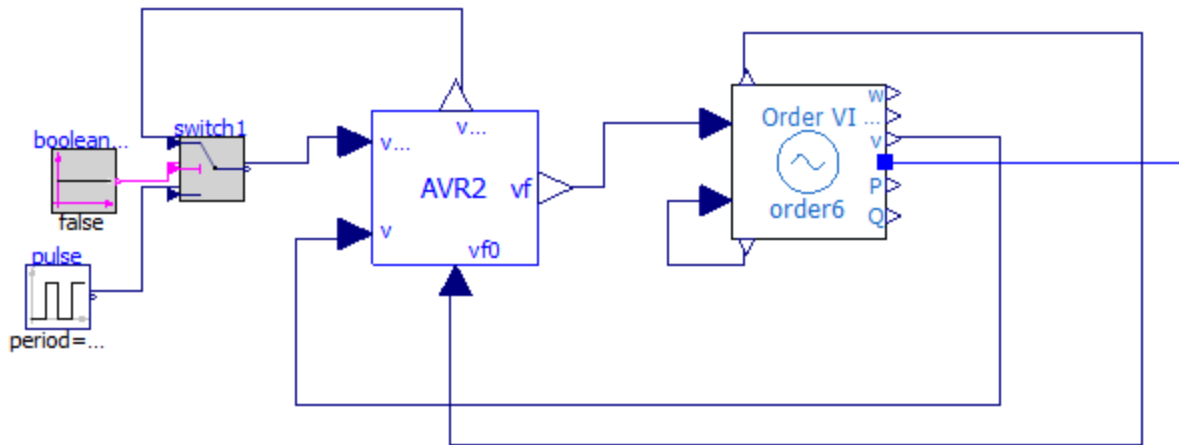 switch1
boolean...
false
pulse
period=...
v...
v...
AVR2
vf
v
vf0
Order VI
order6
w
...
v
P
Q